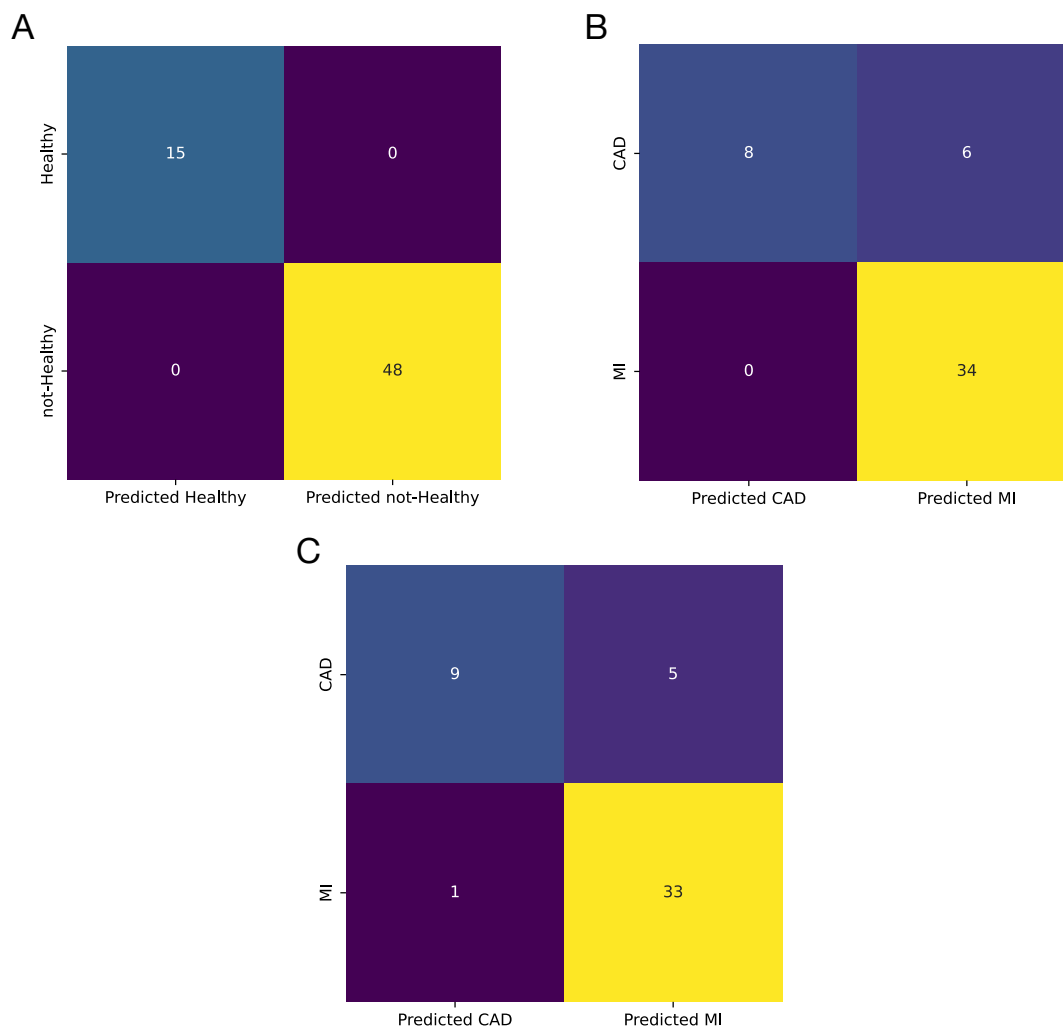 A
Healthy
15
0
not-Healthy
0
48
Predicted Healthy
Predicted not-Healthy
B
CAD
8
6
MI
0
34
Predicted CAD
Predicted MI
C
CAD
9
5
MI
1
33
Predicted CAD
Predicted MI